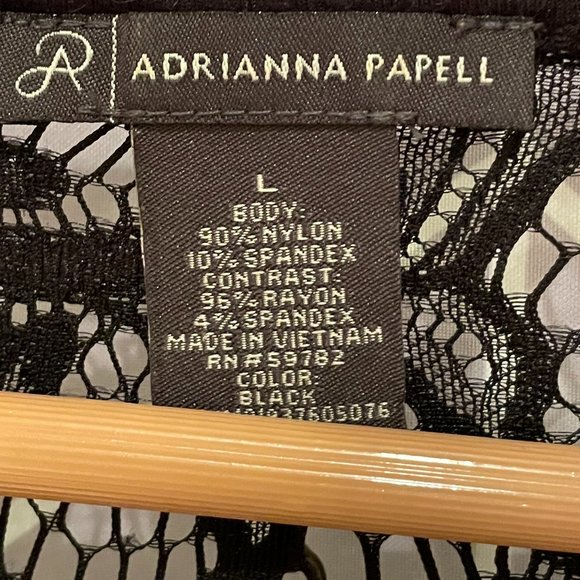 ADRIANNA PAPELL
L
BODY:
90% NYLON
10% SPANDEX
CONTRAST:
96% RAYON
4% SPANDEX
MADE IN VIETNAM
RN#59782
COLOR:
BLACK